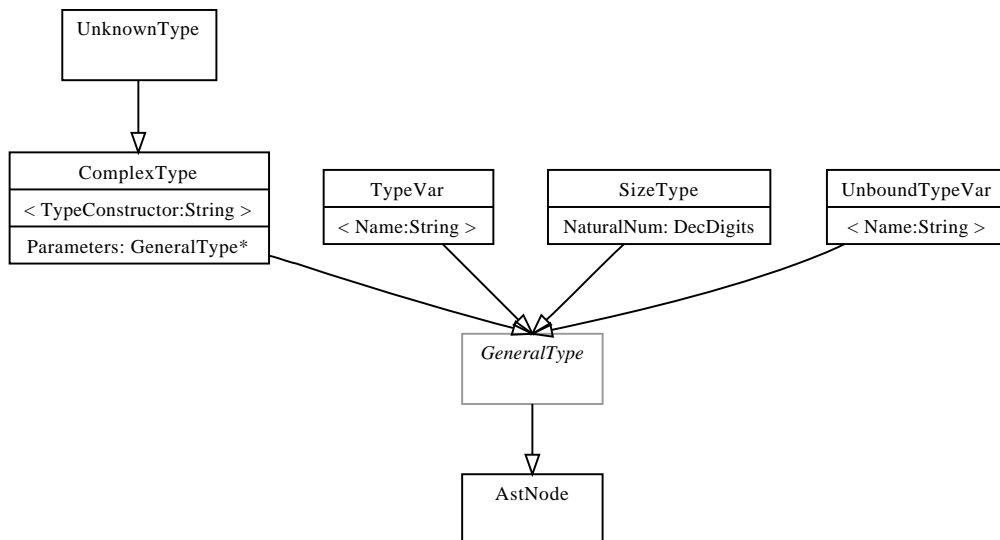 UnknownType
ComplexType
< TypeConstructor:String >
Parameters: GeneralType*
TypeVar
< Name:String >
SizeType
NaturalNum: DecDigits
UnboundTypeVar
< Name:String >
GeneralType
AstNode